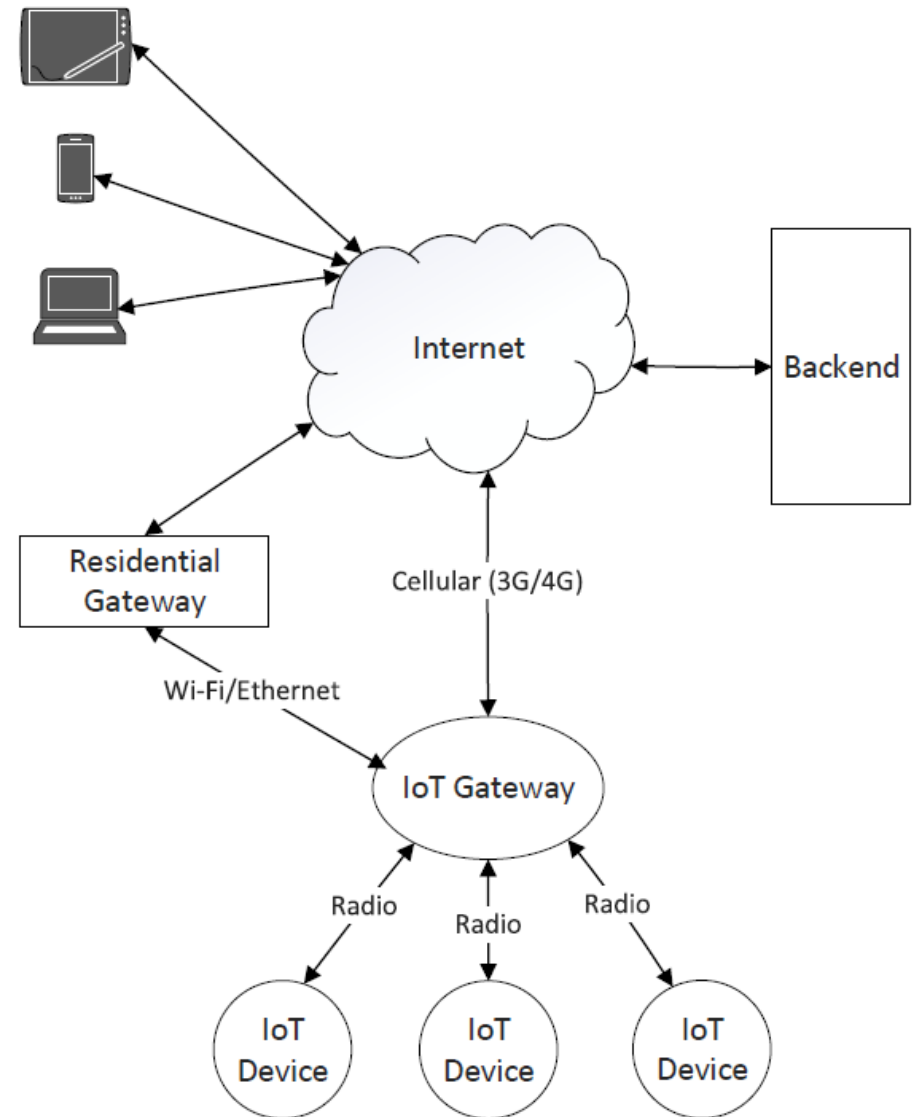 Internet
Backend
Residential
Gateway
Cellular (3G/4G)
Wi-Fi/Ethernet
IoT Gateway
Radio
Radio
Radio
IoT
Device
IoT
Device
IoT
Device